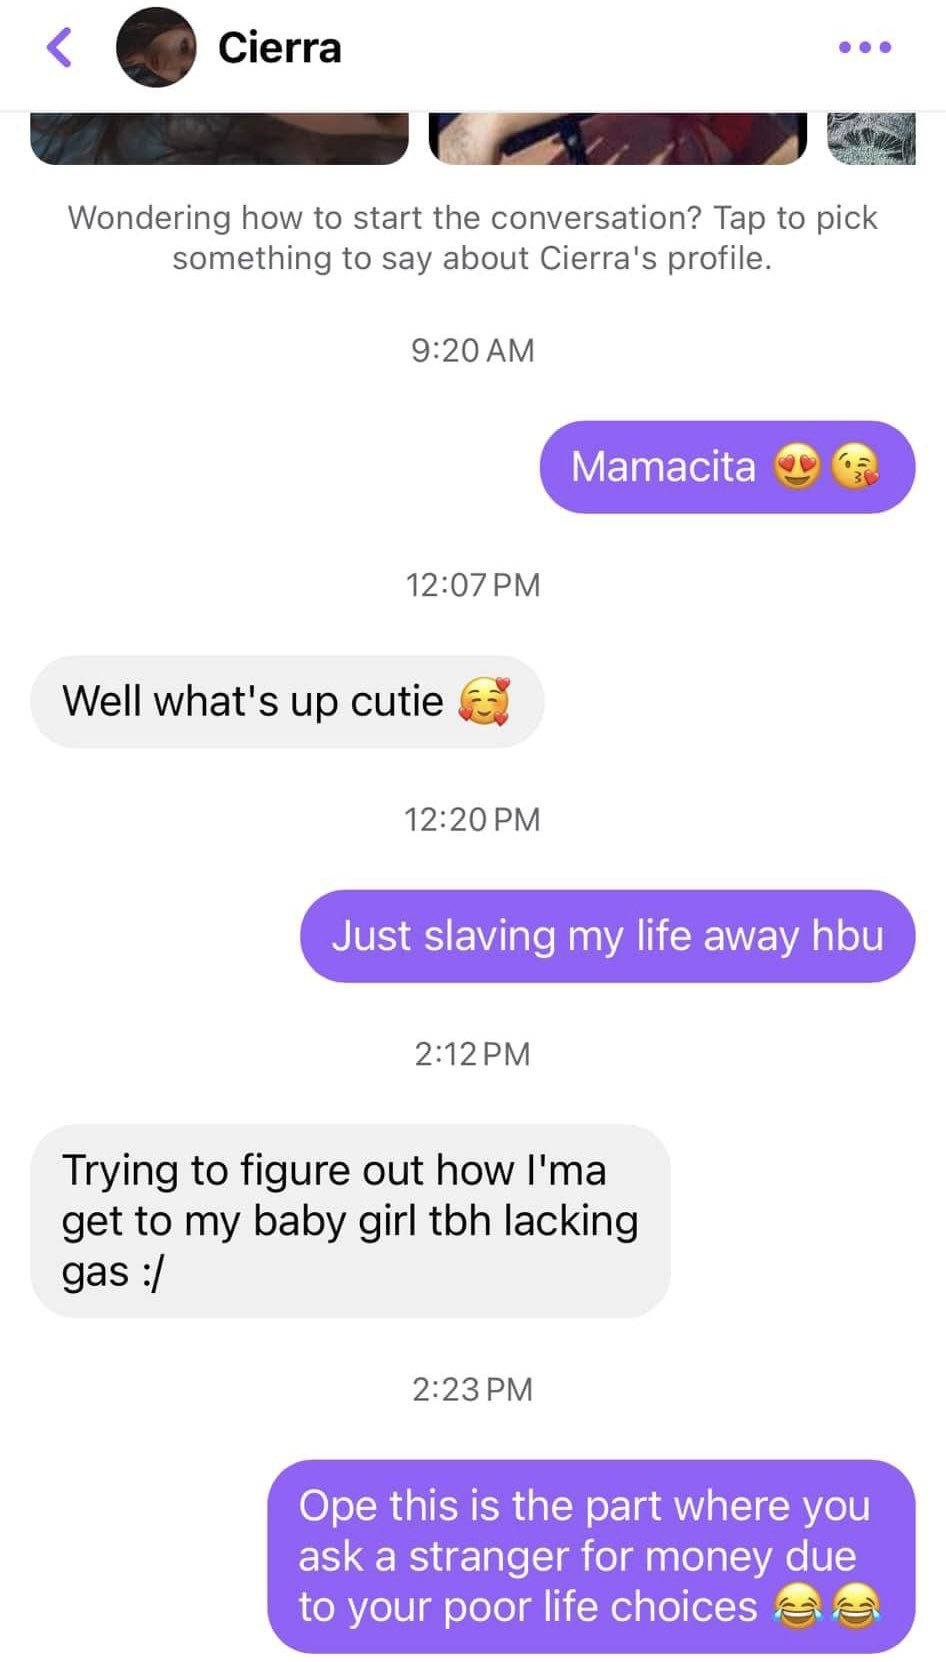 Cierra
Wondering how to start the conversation? Tap to pick
something to say about Cierra's profile.
9:20 AM
Mamacita 😍😘
12:07 PM
Well what's up cutie 🥰
12:20 PM
Just slaving my life away hbu
2:12 PM
Trying to figure out how I'ma
get to my baby girl tbh lacking
gas :/
2:23 PM
Ope this is the part where you
ask a stranger for money due
to your poor life choices 😂😂